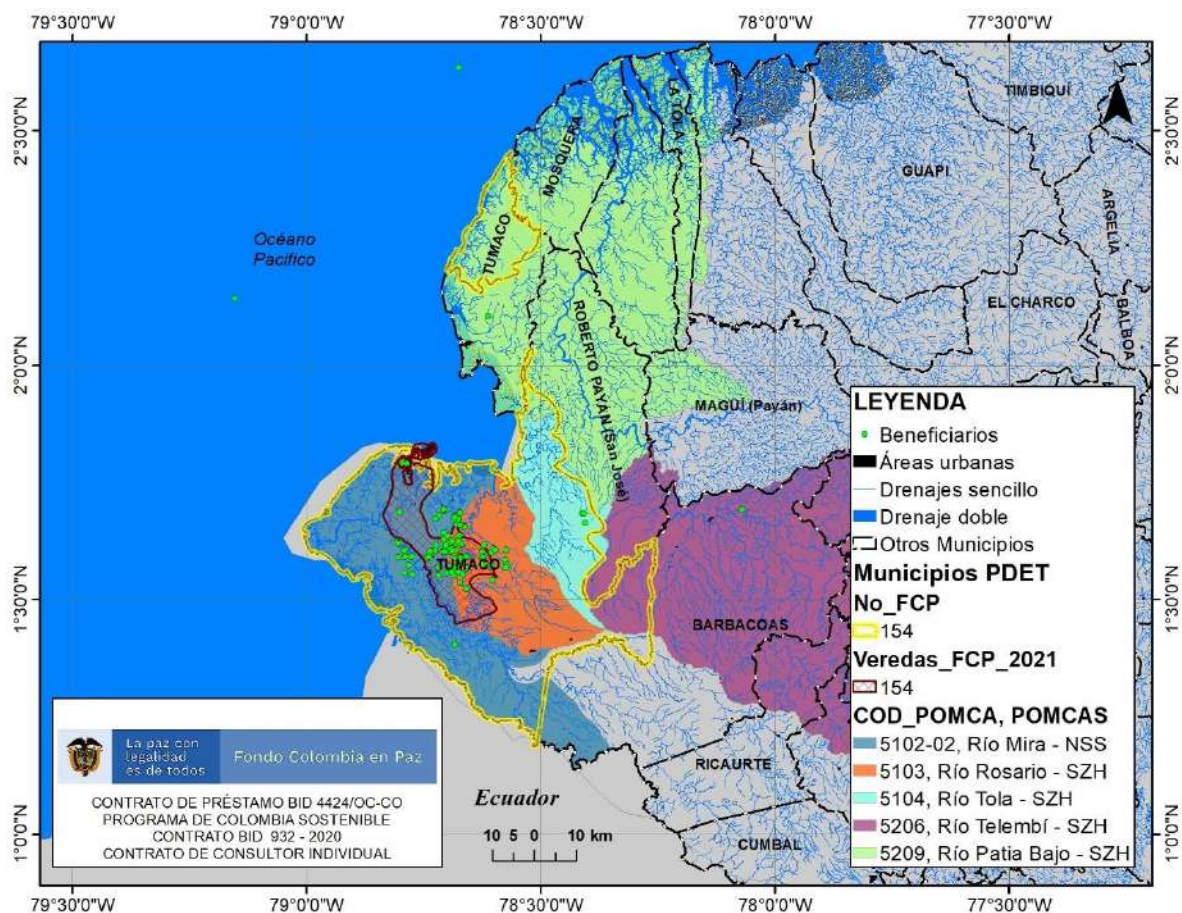 79°30'0"W
79°0'0"W
78°30'0"W
78°0'0"W
77°30'0"W
2°30'0"N
2°0'0"N
1°30'0"N
1°0'0"N
2°30'0"N
2°0'0"N
1°30'0"N
1°0'0"N
TIMBIQUÍ
LA TOLA
MOSQUERA
GUAPI
ARGELIA
Océano
Pacifico
TUMACO
EL CHARCO
BALBOA
ROBERTO PAYAN (San José)
MAGÜÍ (Payán)
TUMACO
BARBACOAS
RICAURTE
CUMBAL
Ecuador
10 5 0 10 km
LEYENDA
Beneficiarios
Áreas urbanas
Drenajes sencillo
Drenaje doble
Otros Municipios
Municipios PDET
No_FCP
154
Veredas_FCP_2021
154
COD_POMCA, POMCAS
5102-02, Río Mira - NSS
5103, Río Rosario - SZH
5104, Río Tola - SZH
5206, Río Telembí - SZH
5209, Río Patia Bajo - SZH
La paz con
legalidad
es de todos
Fondo Colombia en Paz
CONTRATO DE PRÉSTAMO BID 4424/OC-CO
PROGRAMA DE COLOMBIA SOSTENIBLE
CONTRATO BID 932 - 2020
CONTRATO DE CONSULTOR INDIVIDUAL
79°30'0"W
79°0'0"W
78°30'0"W
78°0'0"W
77°30'0"W